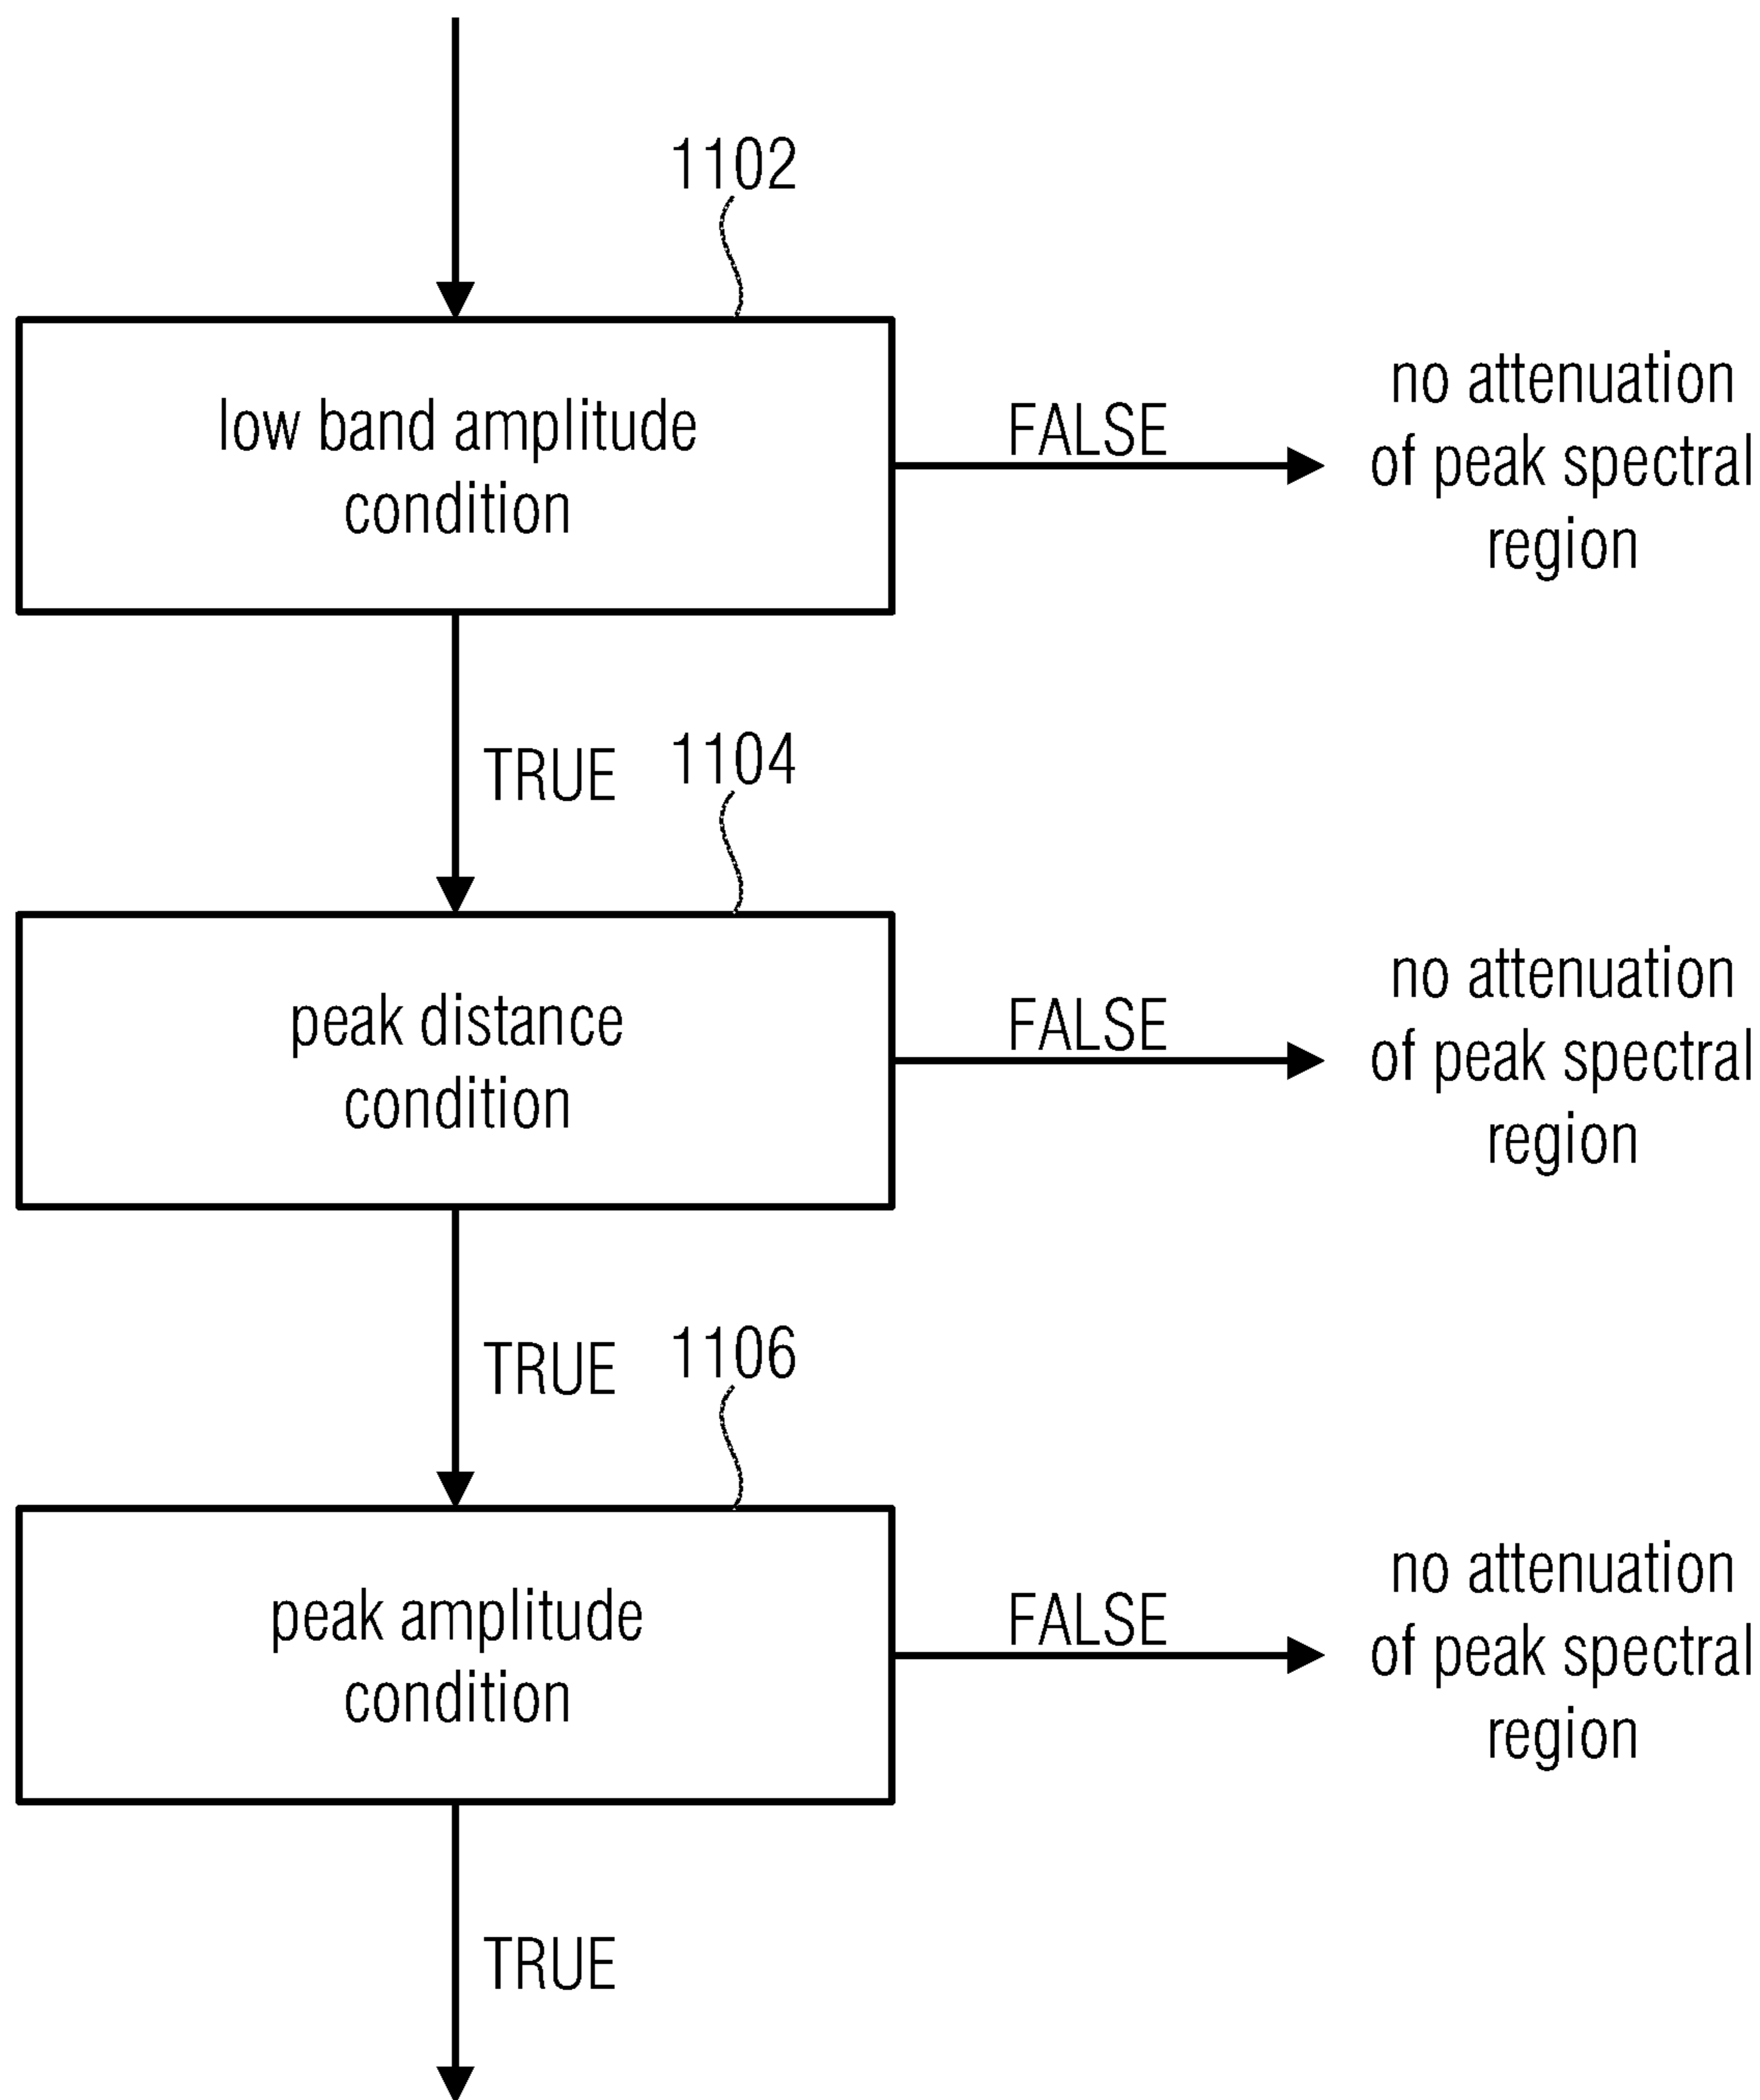 1102
low band amplitude
condition
FALSE
no attenuation
of peak spectral
region
TRUE
1104
peak distance
condition
FALSE
no attenuation
of peak spectral
region
TRUE
1106
peak amplitude
condition
FALSE
no attenuation
of peak spectral
region
TRUE